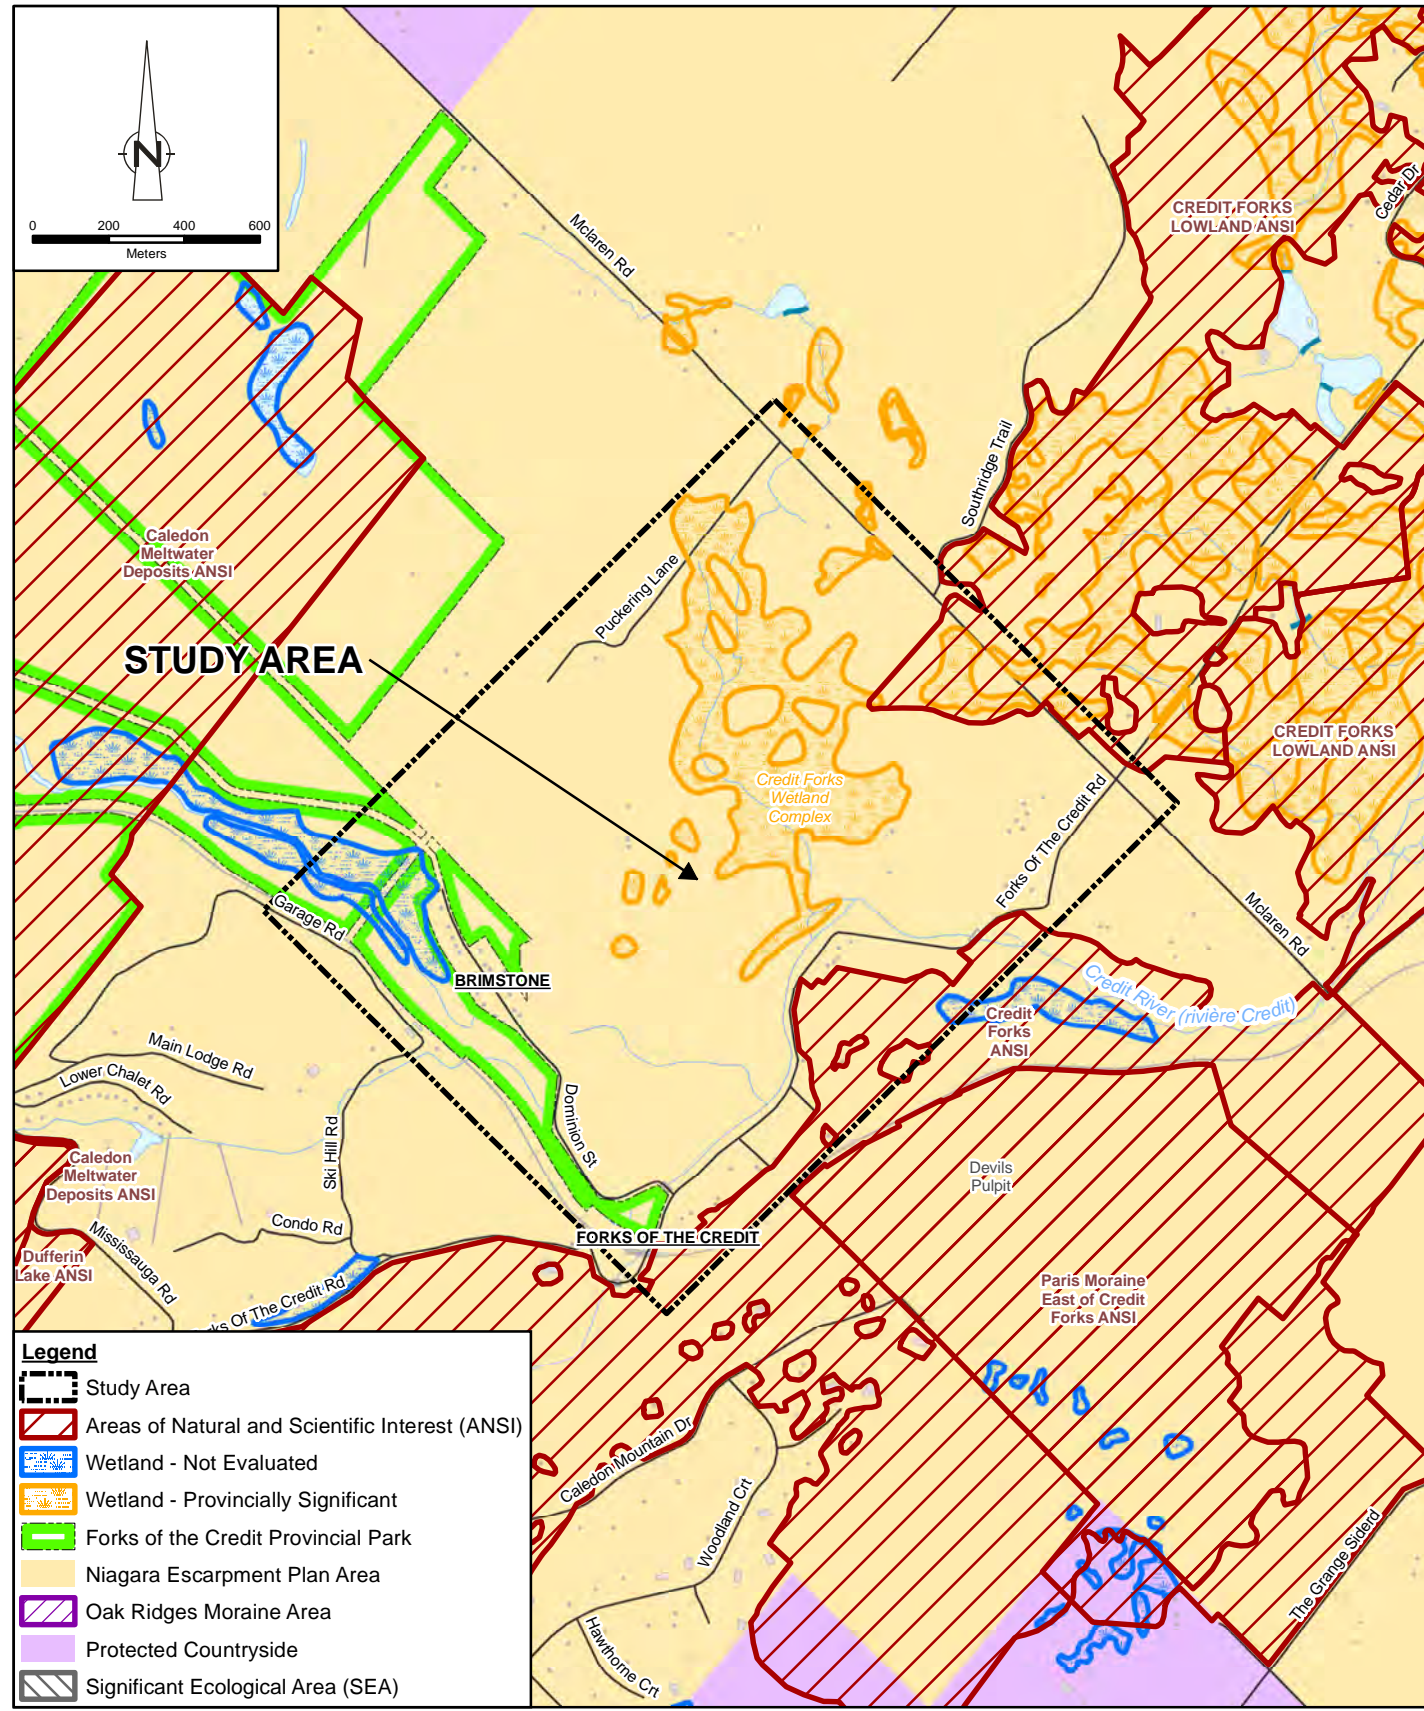 N
0 200 400 600
Meters
Mclaren Rd
CREDIT FORKS
LOWLAND ANSI
Cedar Dr
Southridge Trail
Caledon
Meltwater
Deposits ANSI
Puckering Lane
STUDY AREA
CREDIT FORKS
LOWLAND ANSI
Credit Forks
Wetland
Complex
Forks Of The Credit Rd
Mclaren Rd
Garage Rd
BRIMSTONE
Credit River (rivière Credit)
Credit
Forks
ANSI
Main Lodge Rd
Lower Chalet Rd
Ski Hill Rd
Dominion St
Caledon
Meltwater
Deposits ANSI
Devils
Pulpit
Condo Rd
Mississauga Rd
FORKS OF THE CREDIT
Dufferin
Lake ANSI
Paris Moraine
East of Credit
Forks ANSI
ks Of The Credit Rd
Caledon Mountain Dr
Woodland Crt
The Grange Siderd
Hawthorne Crt
Legend
Study Area
Areas of Natural and Scientific Interest (ANSI)
Wetland - Not Evaluated
Wetland - Provincially Significant
Forks of the Credit Provincial Park
Niagara Escarpment Plan Area
Oak Ridges Moraine Area
Protected Countryside
Significant Ecological Area (SEA)